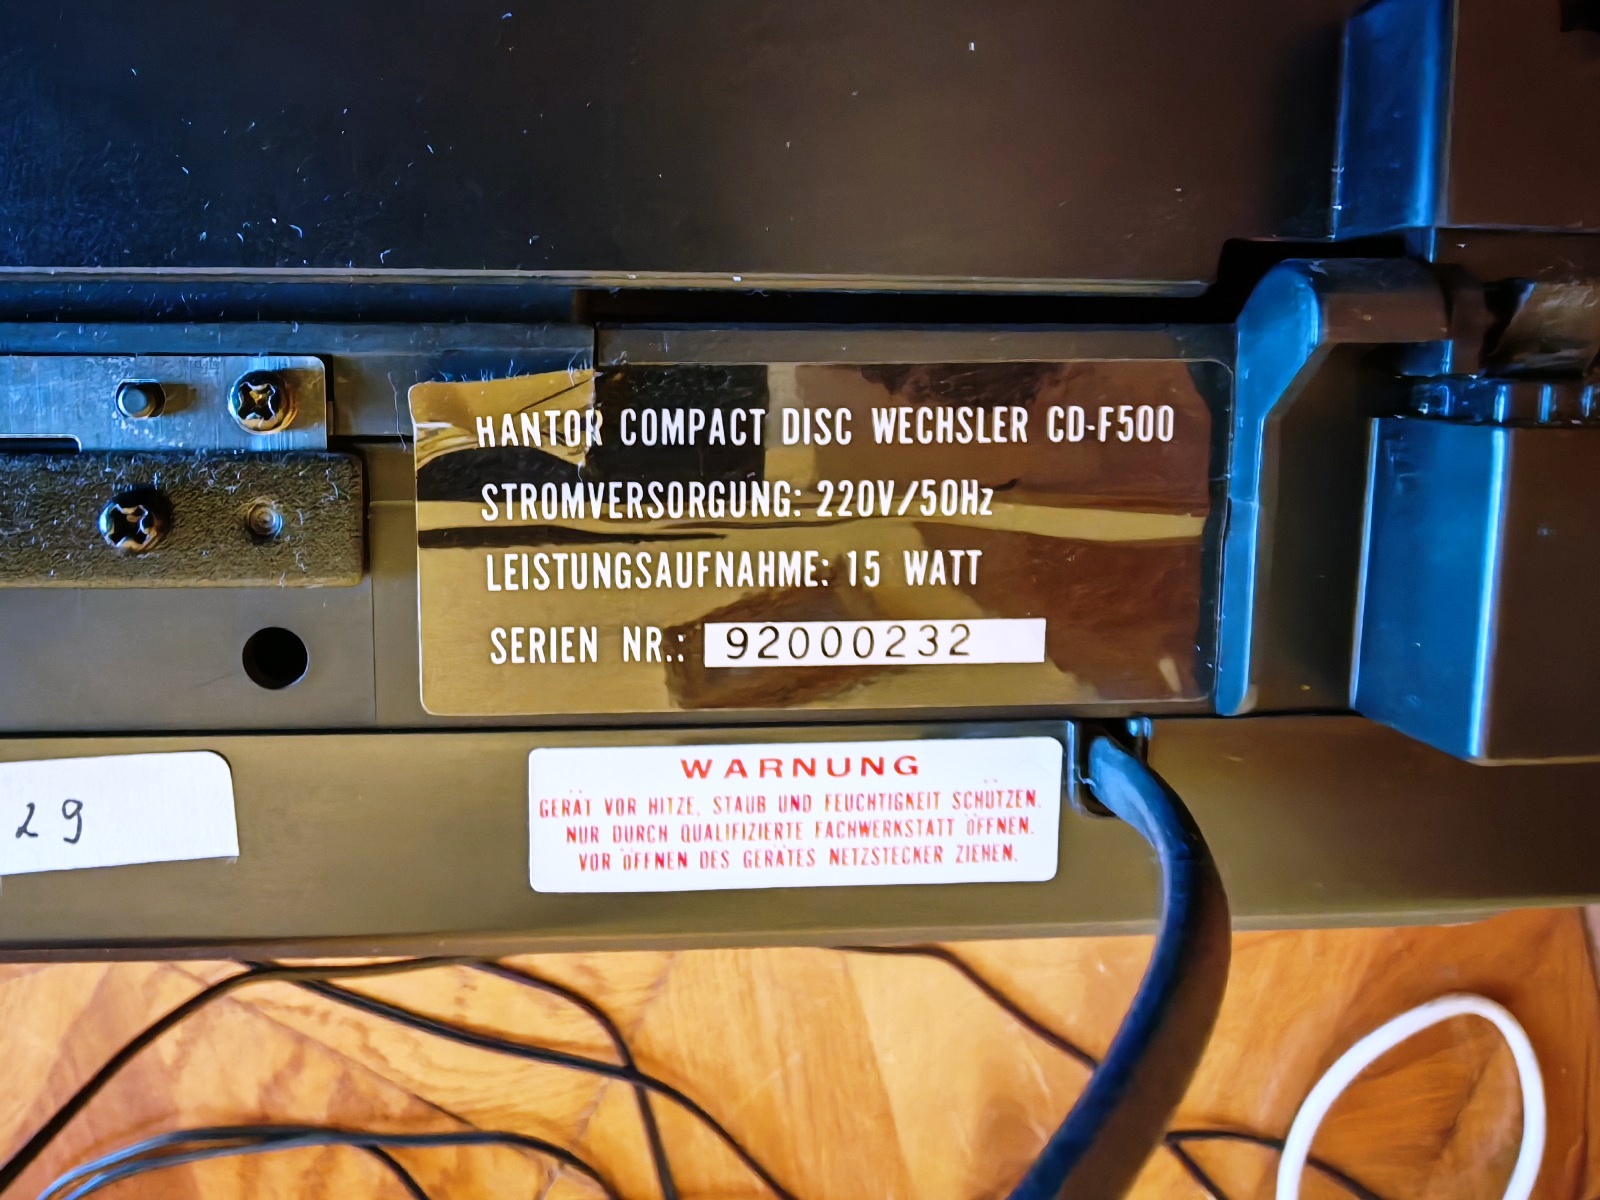 HANTOR COMPACT DISC WECHSLER CD-F500
STROMVERSORGUNG: 220V/50Hz
LEISTUNGSAUFNAHME: 15 WATT
SERIEN NR.: 92000232
WARNUNG
GERÄT VOR HITZE, STAUB UND FEUCHTIGKEIT SCHÜTZEN.
NUR DURCH QUALIFIZIERTE FACHWERKSTATT ÖFFNEN.
VOR ÖFFNEN DES GERÄTES NETZSTECKER ZIEHEN.
29